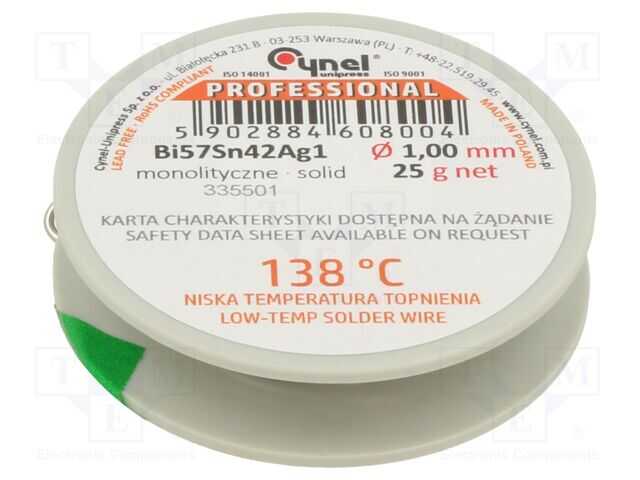 Cynel-Unipress Sp. z o.o. - ul. Białołęcka 231 B · 03-253 Warszawa (PL) · T: +48-22.519.29.45
www.cynel.com.pl
LEAD FREE · RoHS COMPLIANT
MADE IN POLAND
Cynel®
unipress
ISO 14001
ISO 9001
PROFESSIONAL
5 902884 608004
Bi57Sn42Ag1 Ø 1,00 mm
monolityczne · solid 25 g net
335501
KARTA CHARAKTERYSTYKI DOSTĘPNA NA ŻĄDANIE
SAFETY DATA SHEET AVAILABLE ON REQUEST
138 °C
NISKA TEMPERATURA TOPNIENIA
LOW-TEMP SOLDER WIRE
TME
Electronic Components